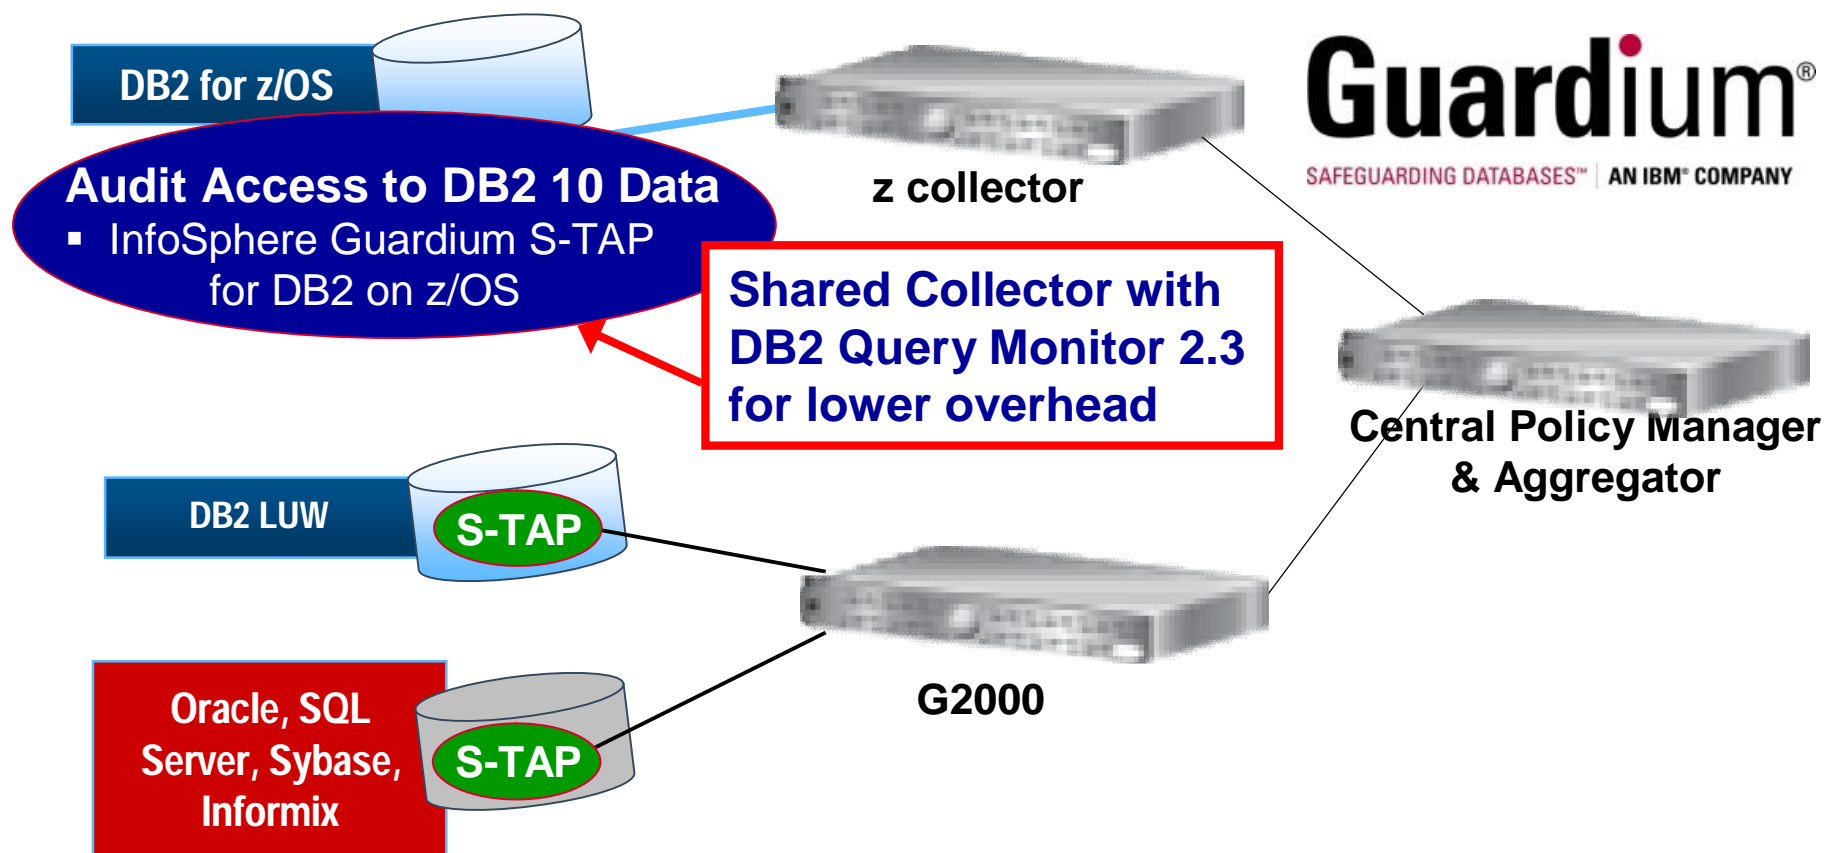 DB2 for z/OS
Guardium®
SAFEGUARDING DATABASES™ | AN IBM® COMPANY
Audit Access to DB2 10 Data
▪ InfoSphere Guardium S-TAP
for DB2 on z/OS
z collector
Shared Collector with
DB2 Query Monitor 2.3
for lower overhead
Central Policy Manager
& Aggregator
DB2 LUW
S-TAP
G2000
Oracle, SQL
Server, Sybase,
Informix
S-TAP